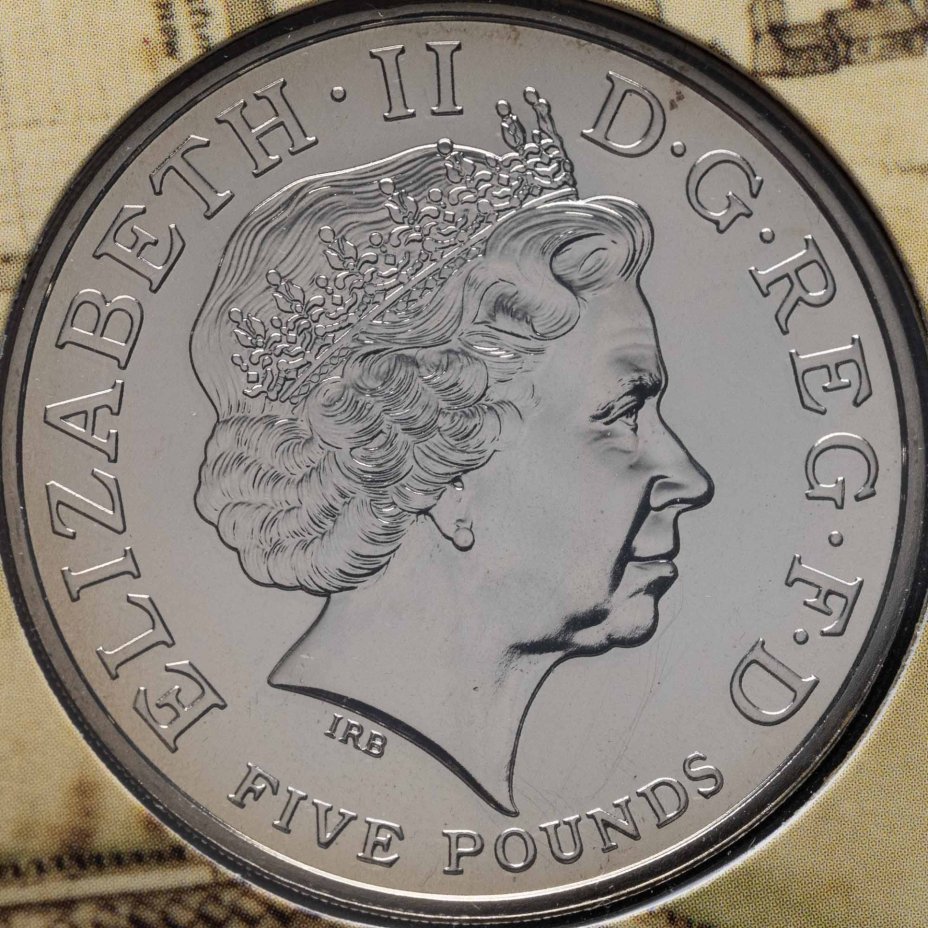 ELIZABETH · II D · G · REG · F · D
IRB
FIVE POUNDS